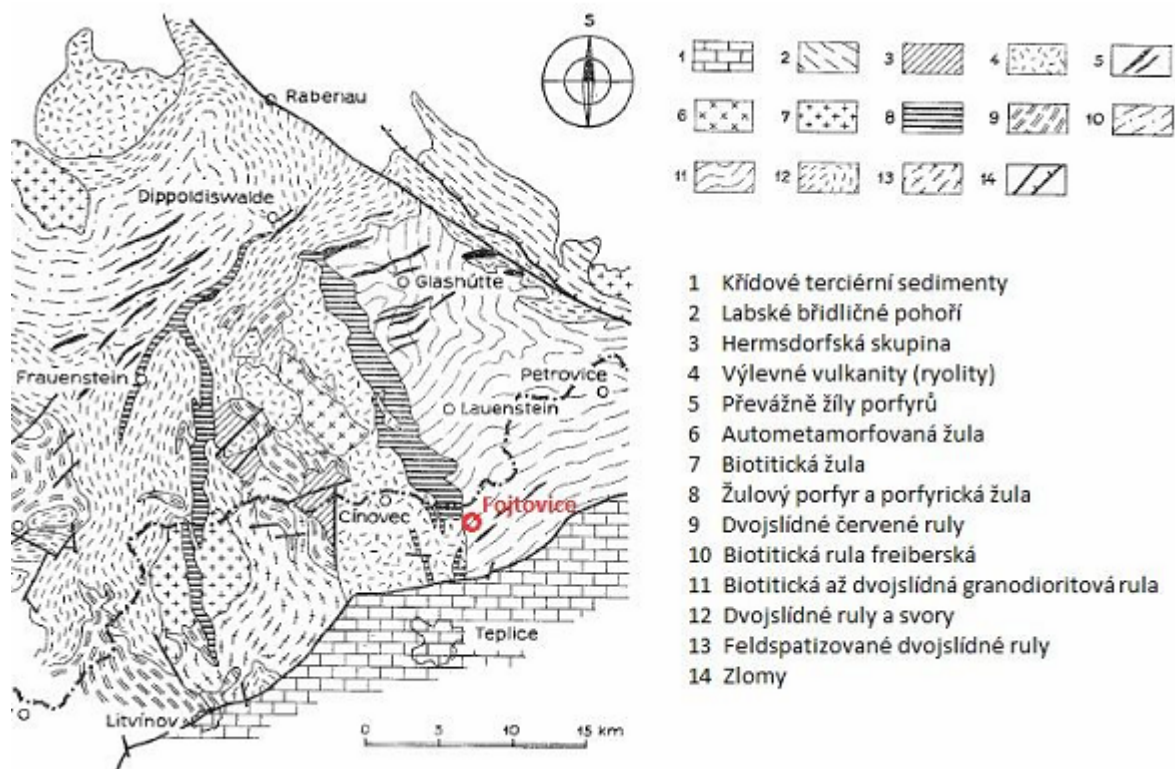 S
Rabenau
Dippoldiswalde
Glashütte
Frauenstein
Petrovice
Lauenstein
Fojtovice
Cínovec
Teplice
Litvínov
0 3 10 15 km
1 2 3 4 5
6 7 8 9 10
11 12 13 14
1 Křídové terciérní sedimenty
2 Labské břidličné pohoří
3 Hermsdorfská skupina
4 Výlevné vulkanity (ryolity)
5 Převážně žíly porfyrů
6 Autometamorfovaná žula
7 Biotitická žula
8 Žulový porfyr a porfyrická žula
9 Dvojslídné červené ruly
10 Biotitická rula freiberská
11 Biotitická až dvojslídná granodioritová rula
12 Dvojslídné ruly a svory
13 Feldspatizované dvojslídné ruly
14 Zlomy